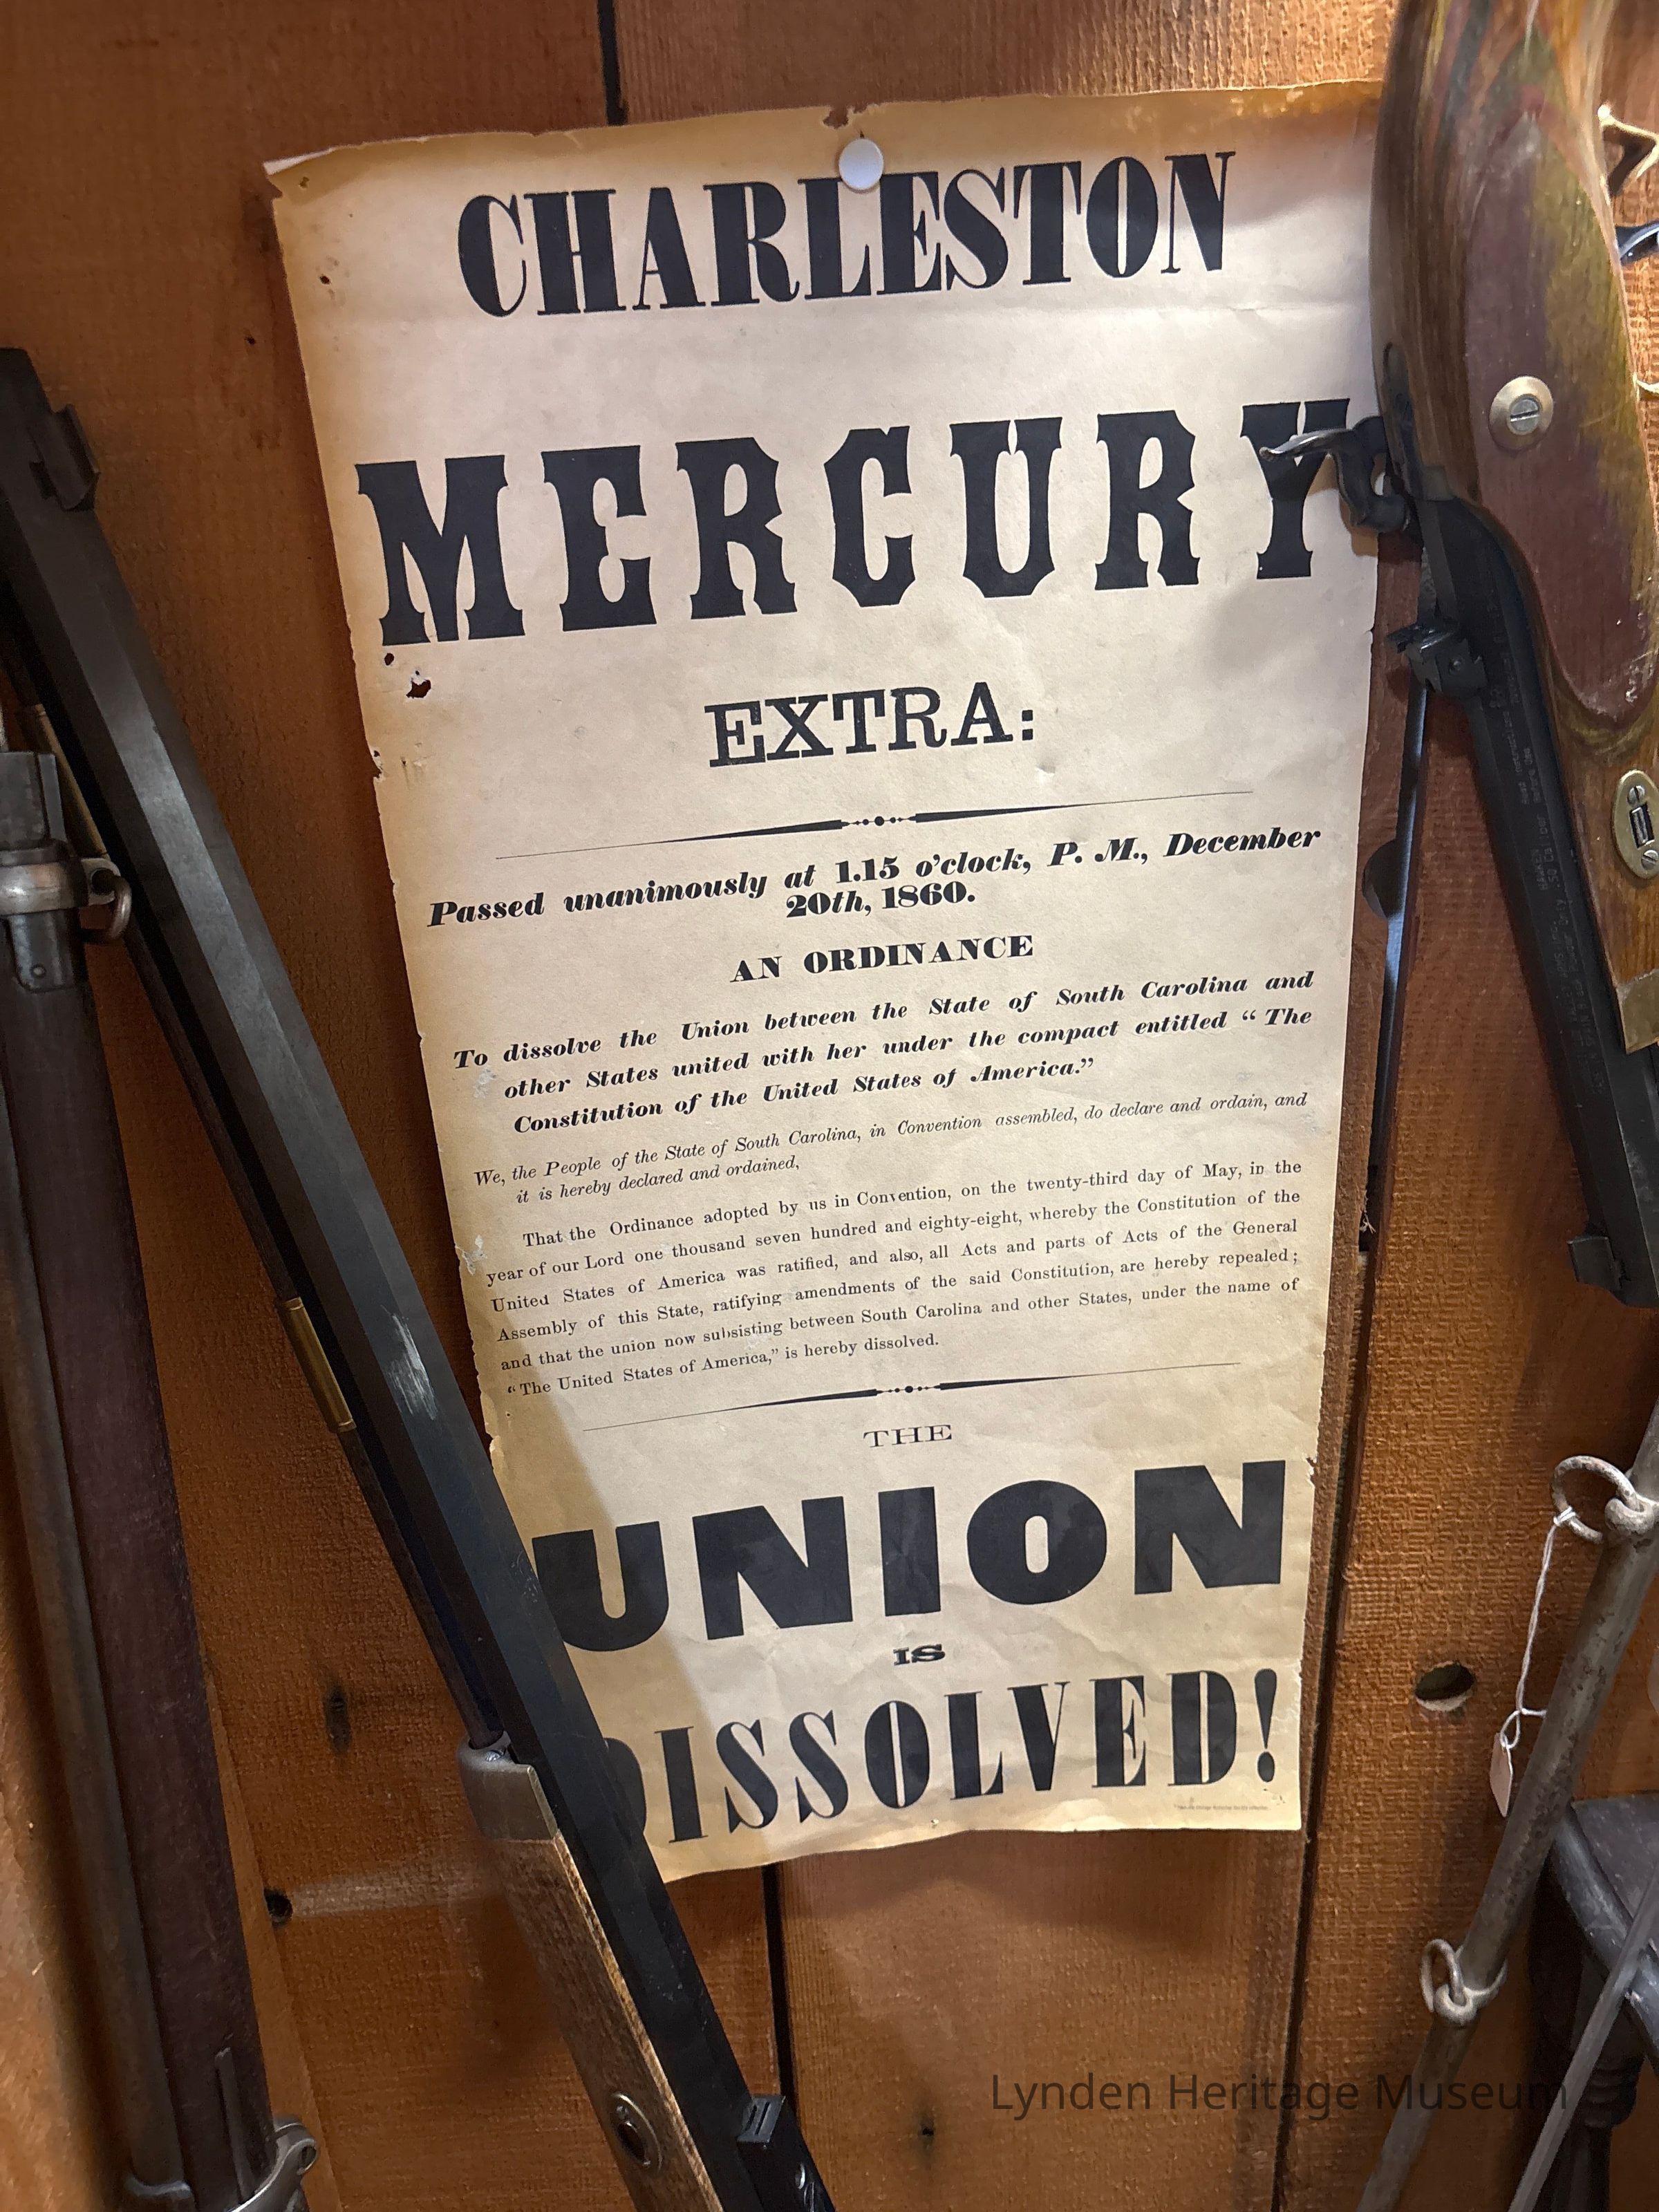 CHARLESTON
MERCURY
EXTRA:
Passed unanimously at 1.15 o'clock, P. M., December
20th, 1860.
AN ORDINANCE
To dissolve the Union between the State of South Carolina and
other States united with her under the compact entitled “ The
Constitution of the United States of America.”
We, the People of the State of South Carolina, in Convention assembled, do declare and ordain, and
it is hereby declared and ordained,
That the Ordinance adopted by us in Convention, on the twenty-third day of May, in the
year of our Lord one thousand seven hundred and eighty-eight, whereby the Constitution of the
United States of America was ratified, and also, all Acts and parts of Acts of the General
Assembly of this State, ratifying amendments of the said Constitution, are hereby repealed ;
and that the union now subsisting between South Carolina and other States, under the name of
“The United States of America,” is hereby dissolved.
THE
UNION
IS
DISSOLVED!
Lynden Heritage Museum